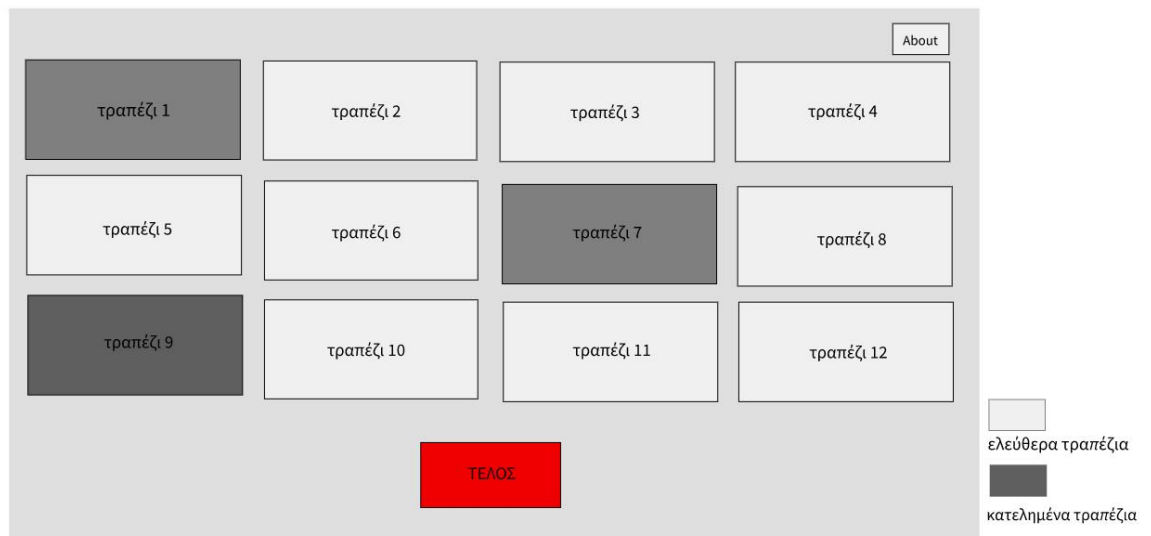 About
τραπέζι 1
τραπέζι 2
τραπέζι 3
τραπέζι 4
τραπέζι 5
τραπέζι 6
τραπέζι 7
τραπέζι 8
τραπέζι 9
τραπέζι 10
τραπέζι 11
τραπέζι 12
ΤΕΛΟΣ
ελεύθερα τραπέζια
κατελημένα τραπέζια